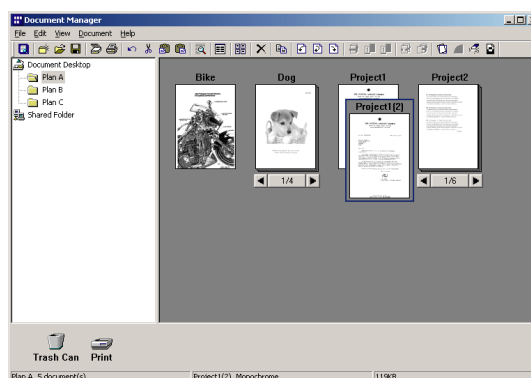 Document Manager
File Edit View Document Help
Document Desktop
Plan A
Plan B
Plan C
Shared Folder
Bike Dog Project1 Project2
Project1(2)
1/4 1/6
Trash Can Print
Plan A 5 document(s) Project1(2) Monochrome 119KB